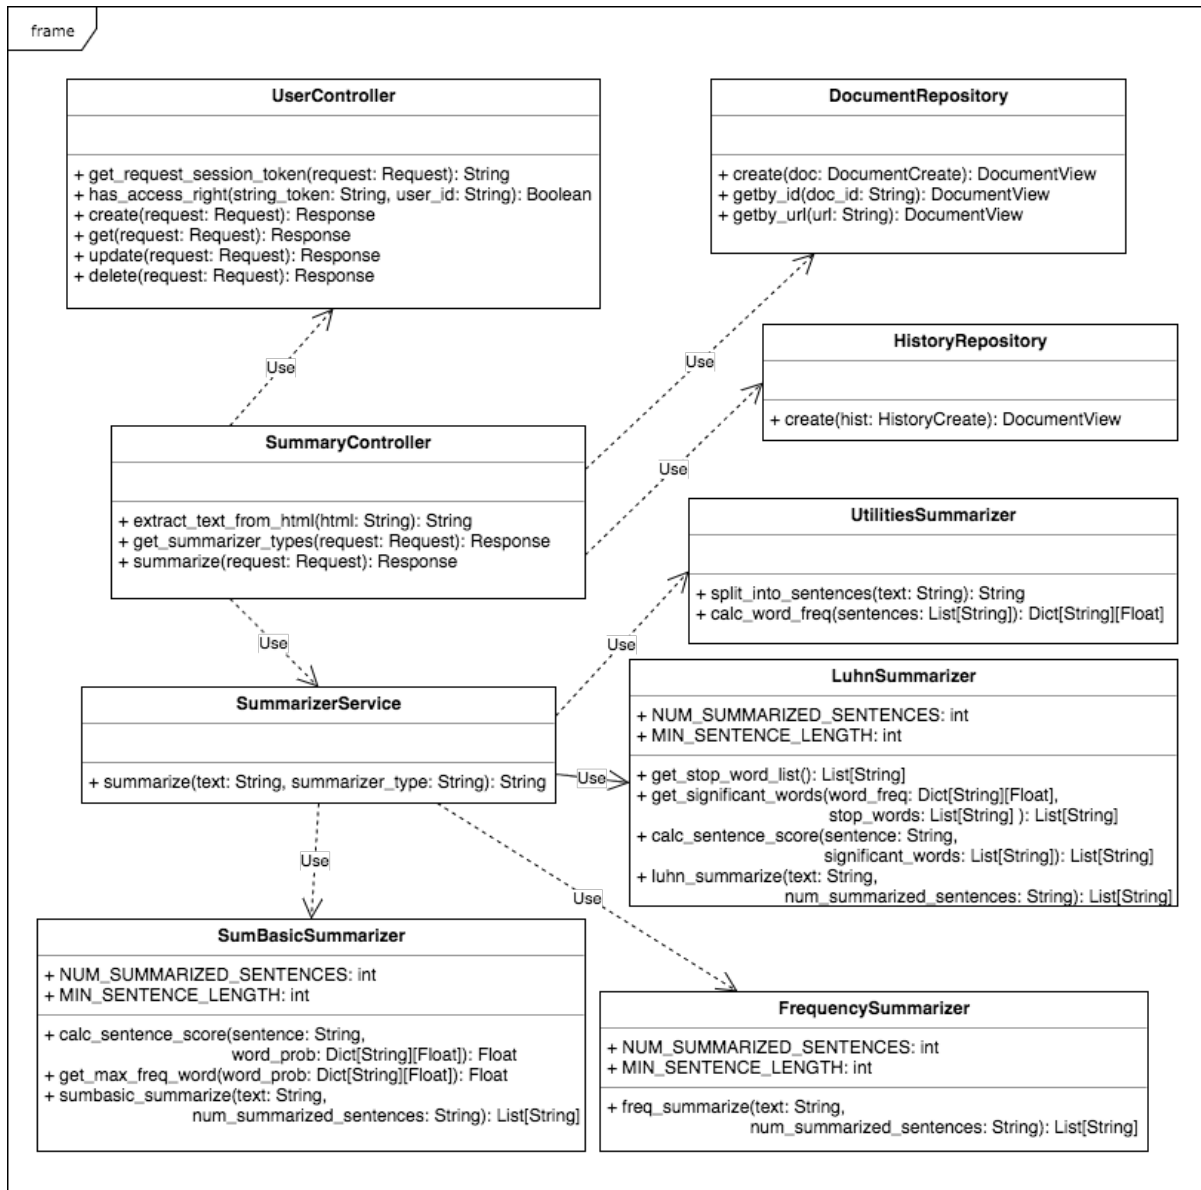 frame
UserController
+ get_request_session_token(request: Request): String
+ has_access_right(string_token: String, user_id: String): Boolean
+ create(request: Request): Response
+ get(request: Request): Response
+ update(request: Request): Response
+ delete(request: Request): Response
DocumentRepository
+ create(doc: DocumentCreate): DocumentView
+ getby_id(doc_id: String): DocumentView
+ getby_url(url: String): DocumentView
Use
Use
HistoryRepository
+ create(hist: HistoryCreate): DocumentView
SummaryController
+ extract_text_from_html(html: String): String
+ get_summarizer_types(request: Request): Response
+ summarize(request: Request): Response
Use
UtilitiesSummarizer
+ split_into_sentences(text: String): String
+ calc_word_freq(sentences: List[String]): Dict[String][Float]
Use
Use
SummarizerService
+ summarize(text: String, summarizer_type: String): String
Use
LuhnSummarizer
+ NUM_SUMMARIZED_SENTENCES: int
+ MIN_SENTENCE_LENGTH: int
+ get_stop_word_list(): List[String]
+ get_significant_words(word_freq: Dict[String][Float],
stop_words: List[String] ): List[String]
+ calc_sentence_score(sentence: String,
significant_words: List[String]): List[String]
+ luhn_summarize(text: String,
num_summarized_sentences: String): List[String]
Use
Use
SumBasicSummarizer
+ NUM_SUMMARIZED_SENTENCES: int
+ MIN_SENTENCE_LENGTH: int
+ calc_sentence_score(sentence: String,
word_prob: Dict[String][Float]): Float
+ get_max_freq_word(word_prob: Dict[String][Float]): Float
+ sumbasic_summarize(text: String,
num_summarized_sentences: String): List[String]
FrequencySummarizer
+ NUM_SUMMARIZED_SENTENCES: int
+ MIN_SENTENCE_LENGTH: int
+ freq_summarize(text: String,
num_summarized_sentences: String): List[String]